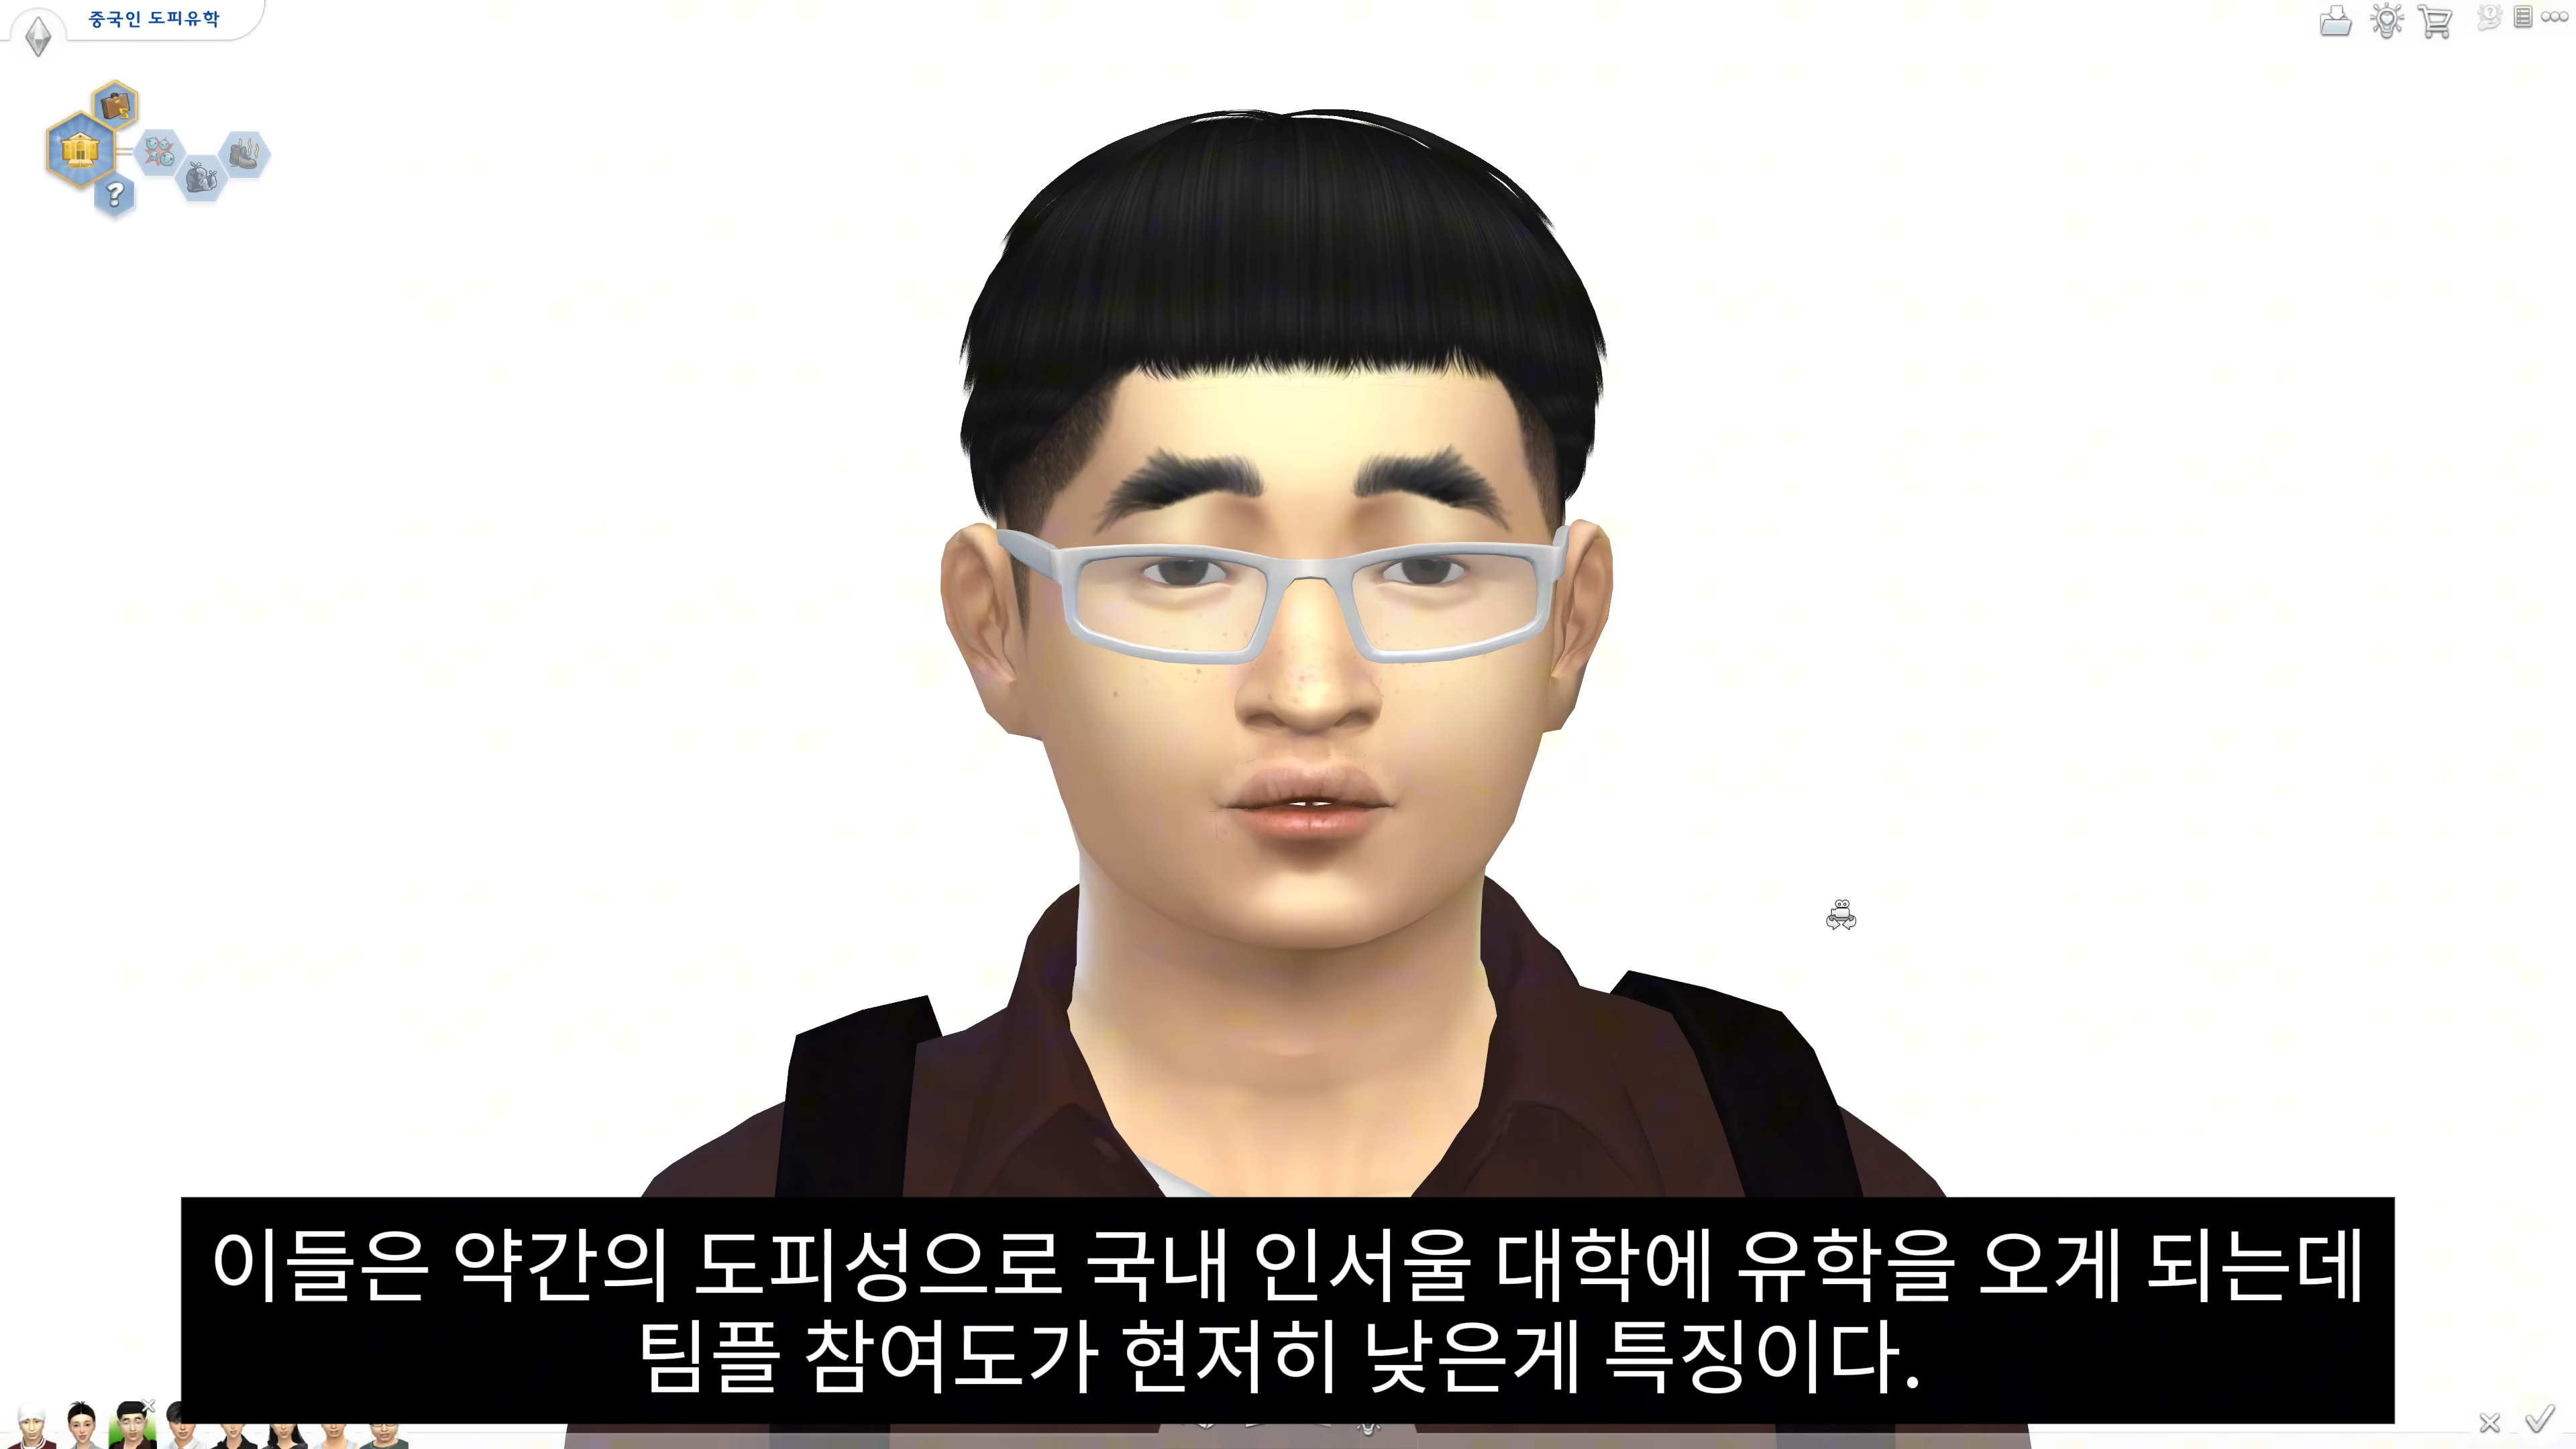 중국인 도피유학
이들은 약간의 도피성으로 국내 인서울 대학에 유학을 오게 되는데
팀플 참여도가 현저히 낮은게 특징이다.